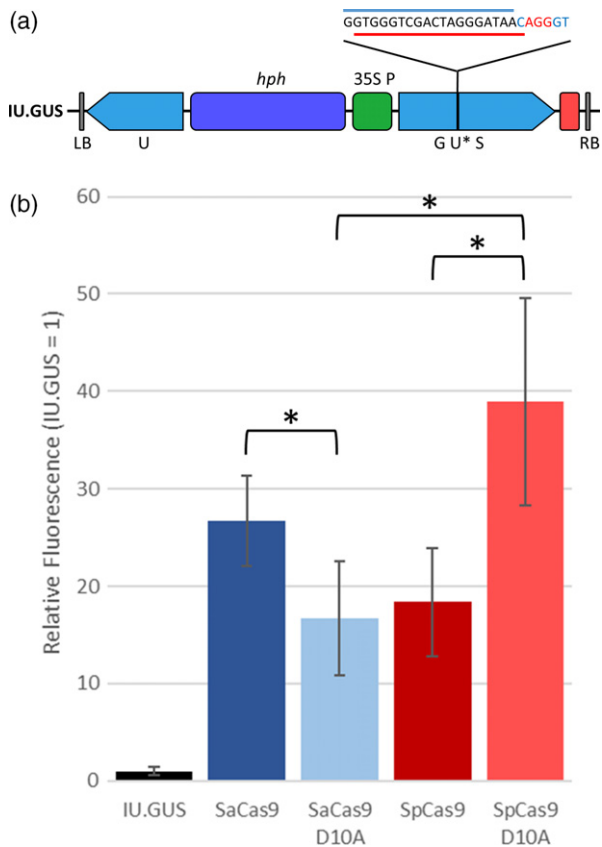 (a)
GGTGGGTCGACTAGGGATAACAGGGT
hph
35S P
IU.GUS
LB
U
G U* S
RB
(b)
Relative Fluorescence (IU.GUS = 1)
60
50
40
30
20
10
0
*
*
*
IU.GUS
SaCas9
SaCas9
D10A
SpCas9
SpCas9
D10A